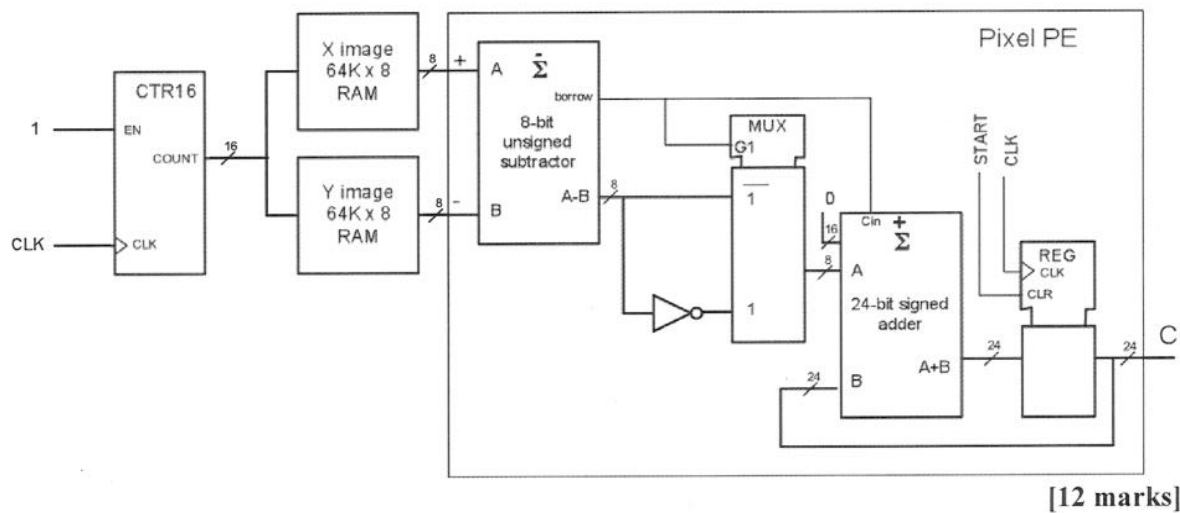 X image
64K x 8
RAM
8
+
A
-
Σ
borrow
8-bit
unsigned
subtractor
A-B
8
B
Pixel PE
CTR16
1
EN
COUNT
16
CLK
CLK
Y image
64K x 8
RAM
8
-
MUX
G1
1
1
D
16
8
Cin
+
Σ
A
24-bit signed
adder
A+B
24
B
24
START
CLK
REG
CLK
CLR
24
C
[12 marks]